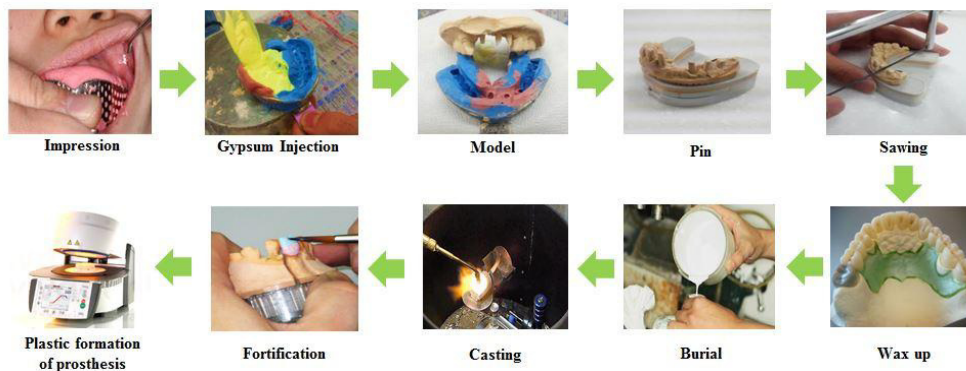 Impression
Gypsum Injection
Model
Pin
Sawing
Plastic formation
of prosthesis
Fortification
Casting
Burial
Wax up